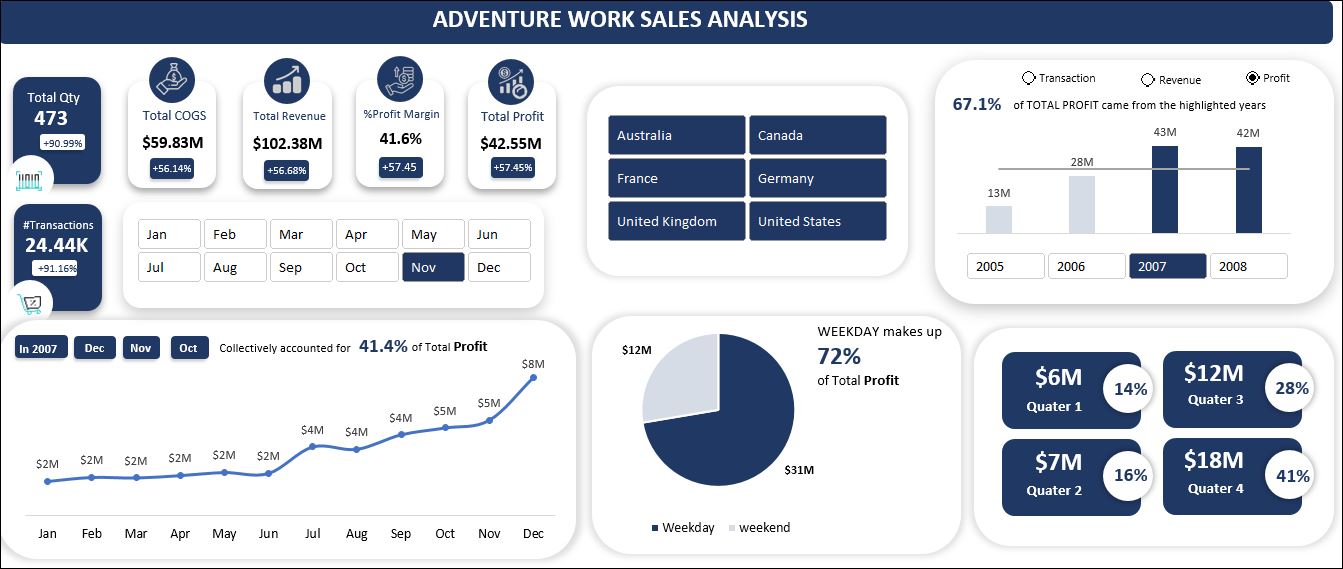 ADVENTURE WORK SALES ANALYSIS
Total Qty
473
+90.99%
Total COGS
$59.83M
+56.14%
Total Revenue
$102.38M
+56.68%
%Profit Margin
41.6%
+57.45
Total Profit
$42.55M
+57.45%
#Transactions
24.44K
+91.16%
Jan Feb Mar Apr May Jun
Jul Aug Sep Oct Nov Dec
Australia Canada
France Germany
United Kingdom United States
Transaction Revenue Profit
67.1% of TOTAL PROFIT came from the highlighted years
13M 28M 43M 42M
2005 2006 2007 2008
In 2007 Dec Nov Oct Collectively accounted for 41.4% of Total Profit
$2M $2M $2M $2M $2M $2M $4M $4M $4M $5M $5M $8M
Jan Feb Mar Apr May Jun Jul Aug Sep Oct Nov Dec
WEEKDAY makes up
72%
of Total Profit
$12M
$31M
Weekday weekend
$6M
Quater 1
14%
$12M
Quater 3
28%
$7M
Quater 2
16%
$18M
Quater 4
41%